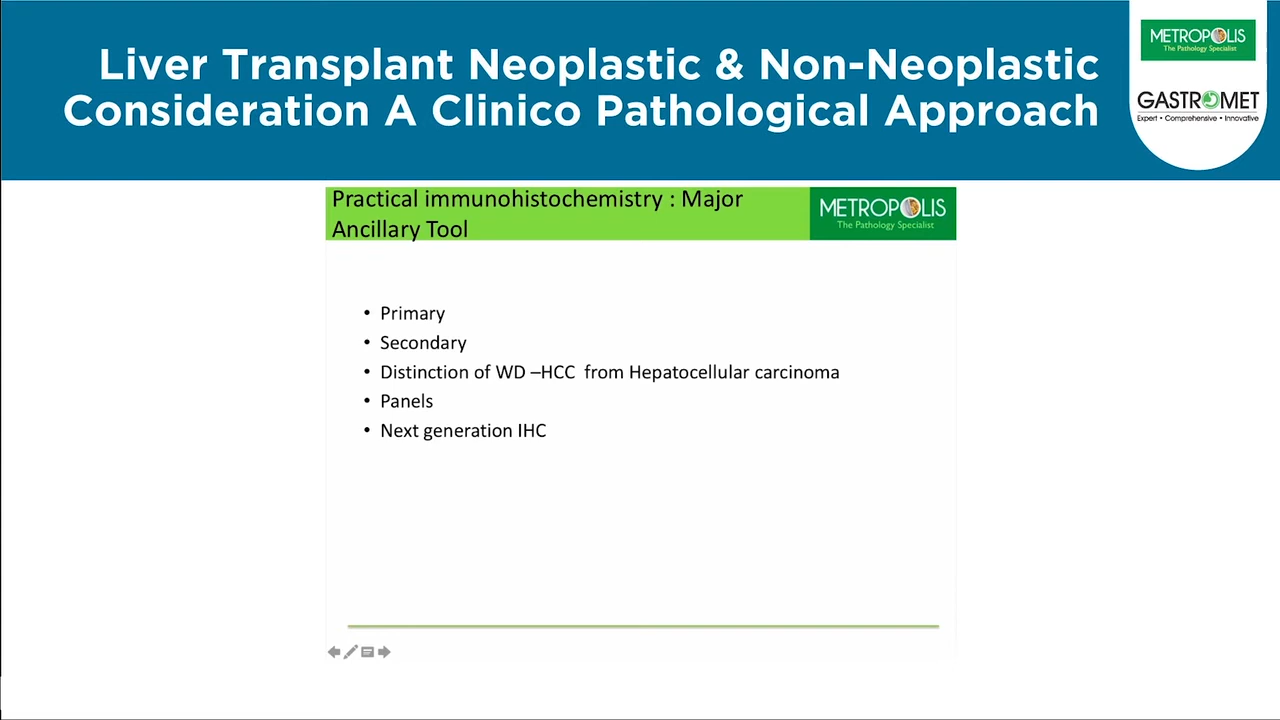 Liver Transplant Neoplastic & Non-Neoplastic
Consideration A Clinico Pathological Approach
METROPOLIS
The Pathology Specialist
GASTROMET
Expert • Comprehensive • Innovative
Practical immunohistochemistry : Major
Ancillary Tool
METROPOLIS
The Pathology Specialist
• Primary
• Secondary
• Distinction of WD –HCC from Hepatocellular carcinoma
• Panels
• Next generation IHC